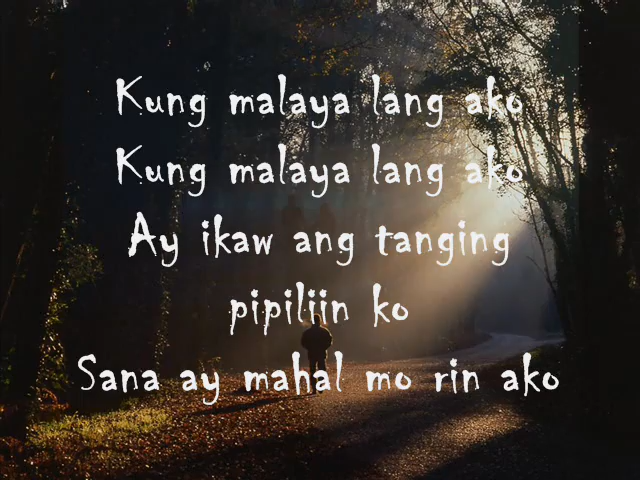 Kung malaya lang ako
Kung malaya lang ako
Ay ikaw ang tanging
pipiliin ko
Sana ay mahal mo rin ako